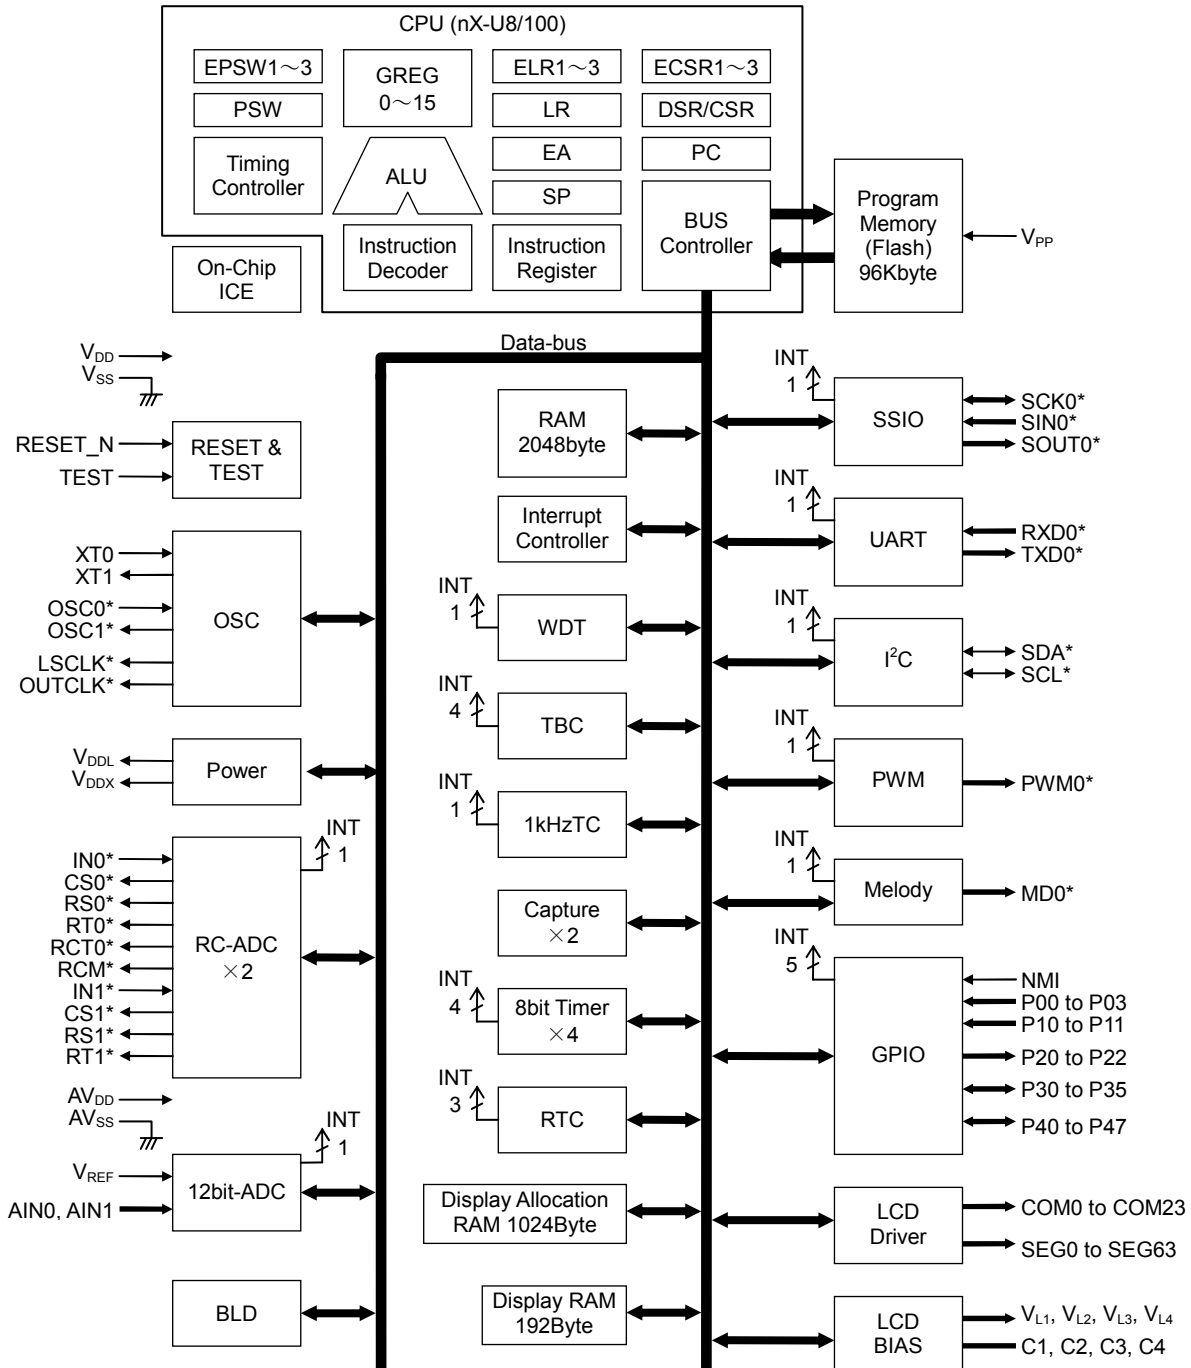 CPU (nX-U8/100)
EPSW1～3
GREG
0～15
ELR1～3
ECSR1～3
PSW
LR
DSR/CSR
Timing
Controller
ALU
EA
PC
SP
BUS
Controller
Instruction
Decoder
Instruction
Register
On-Chip
ICE
Program
Memory
(Flash)
96Kbyte
VPP
Data-bus
VDD
VSS
RESET_N
TEST
RESET &
TEST
XT0
XT1
OSC0*
OSC1*
LSCLK*
OUTCLK*
OSC
VDDL
VDDX
Power
IN0*
CS0*
RS0*
RT0*
RCT0*
RCM*
IN1*
CS1*
RS1*
RT1*
RC-ADC
×2
INT
1
AVDD
AVSS
VREF
AIN0, AIN1
12bit-ADC
INT
1
BLD
RAM
2048byte
Interrupt
Controller
INT
1
WDT
INT
4
TBC
INT
1
1kHzTC
Capture
×2
INT
4
8bit Timer
×4
INT
3
RTC
Display Allocation
RAM 1024Byte
Display RAM
192Byte
INT
1
SSIO
SCK0*
SIN0*
SOUT0*
INT
1
UART
RXD0*
TXD0*
INT
1
I²C
SDA*
SCL*
INT
1
PWM
PWM0*
INT
1
Melody
MD0*
INT
5
GPIO
NMI
P00 to P03
P10 to P11
P20 to P22
P30 to P35
P40 to P47
LCD
Driver
COM0 to COM23
SEG0 to SEG63
LCD
BIAS
VL1, VL2, VL3, VL4
C1, C2, C3, C4